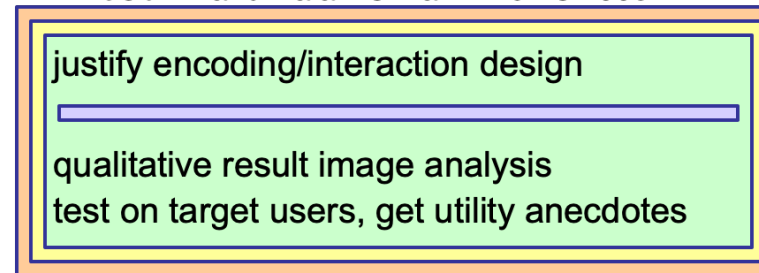 justify encoding/interaction design
qualitative result image analysis
test on target users, get utility anecdotes